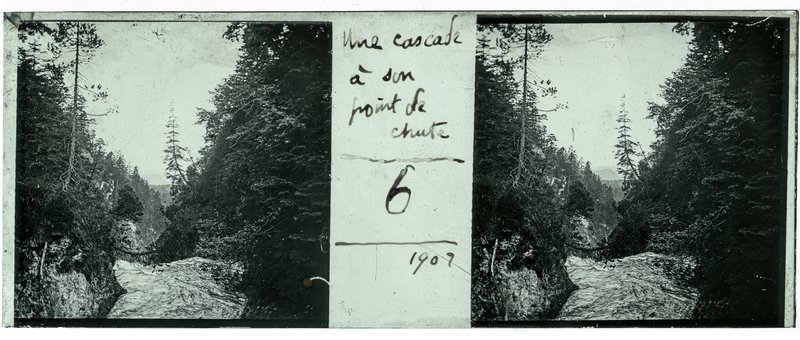 Une cascade
à son
point de
chute
6
1907